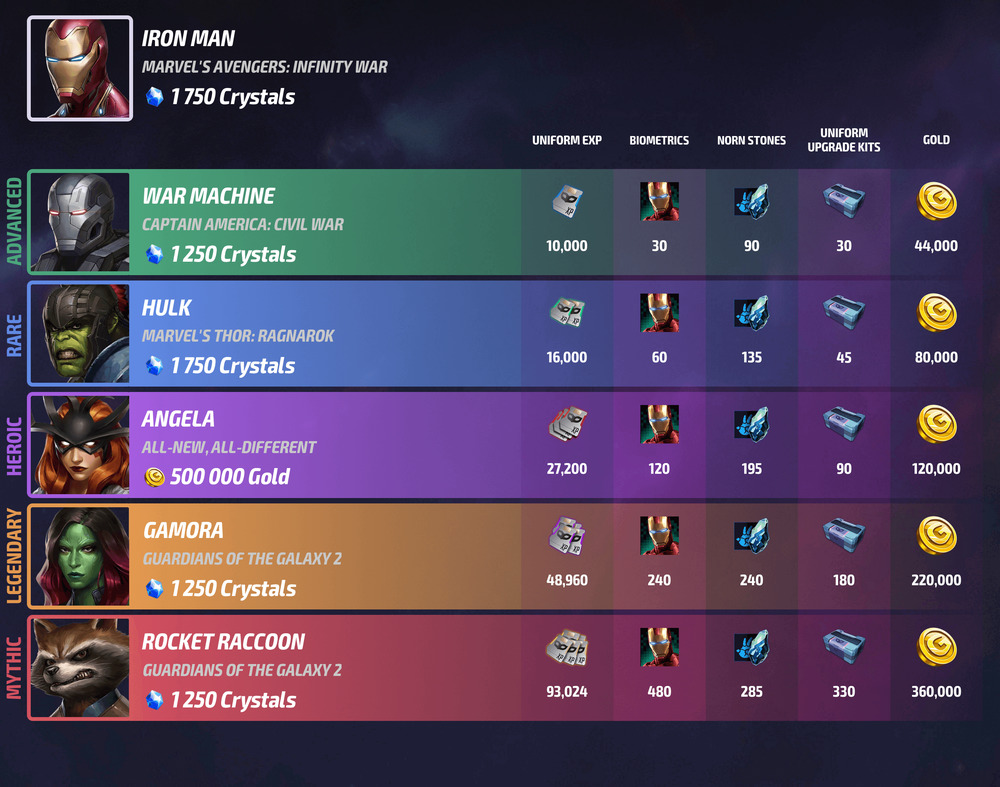 IRON MAN
MARVEL'S AVENGERS: INFINITY WAR
1 750 Crystals
UNIFORM EXP
BIOMETRICS
NORN STONES
UNIFORM
UPGRADE KITS
GOLD
ADVANCED
WAR MACHINE
CAPTAIN AMERICA: CIVIL WAR
1 250 Crystals
10,000
30
90
30
44,000
RARE
HULK
MARVEL'S THOR: RAGNAROK
1 750 Crystals
16,000
60
135
45
80,000
HEROIC
ANGELA
ALL-NEW, ALL-DIFFERENT
500 000 Gold
27,200
120
195
90
120,000
LEGENDARY
GAMORA
GUARDIANS OF THE GALAXY 2
1 250 Crystals
48,960
240
240
180
220,000
MYTHIC
ROCKET RACCOON
GUARDIANS OF THE GALAXY 2
1 250 Crystals
93,024
480
285
330
360,000